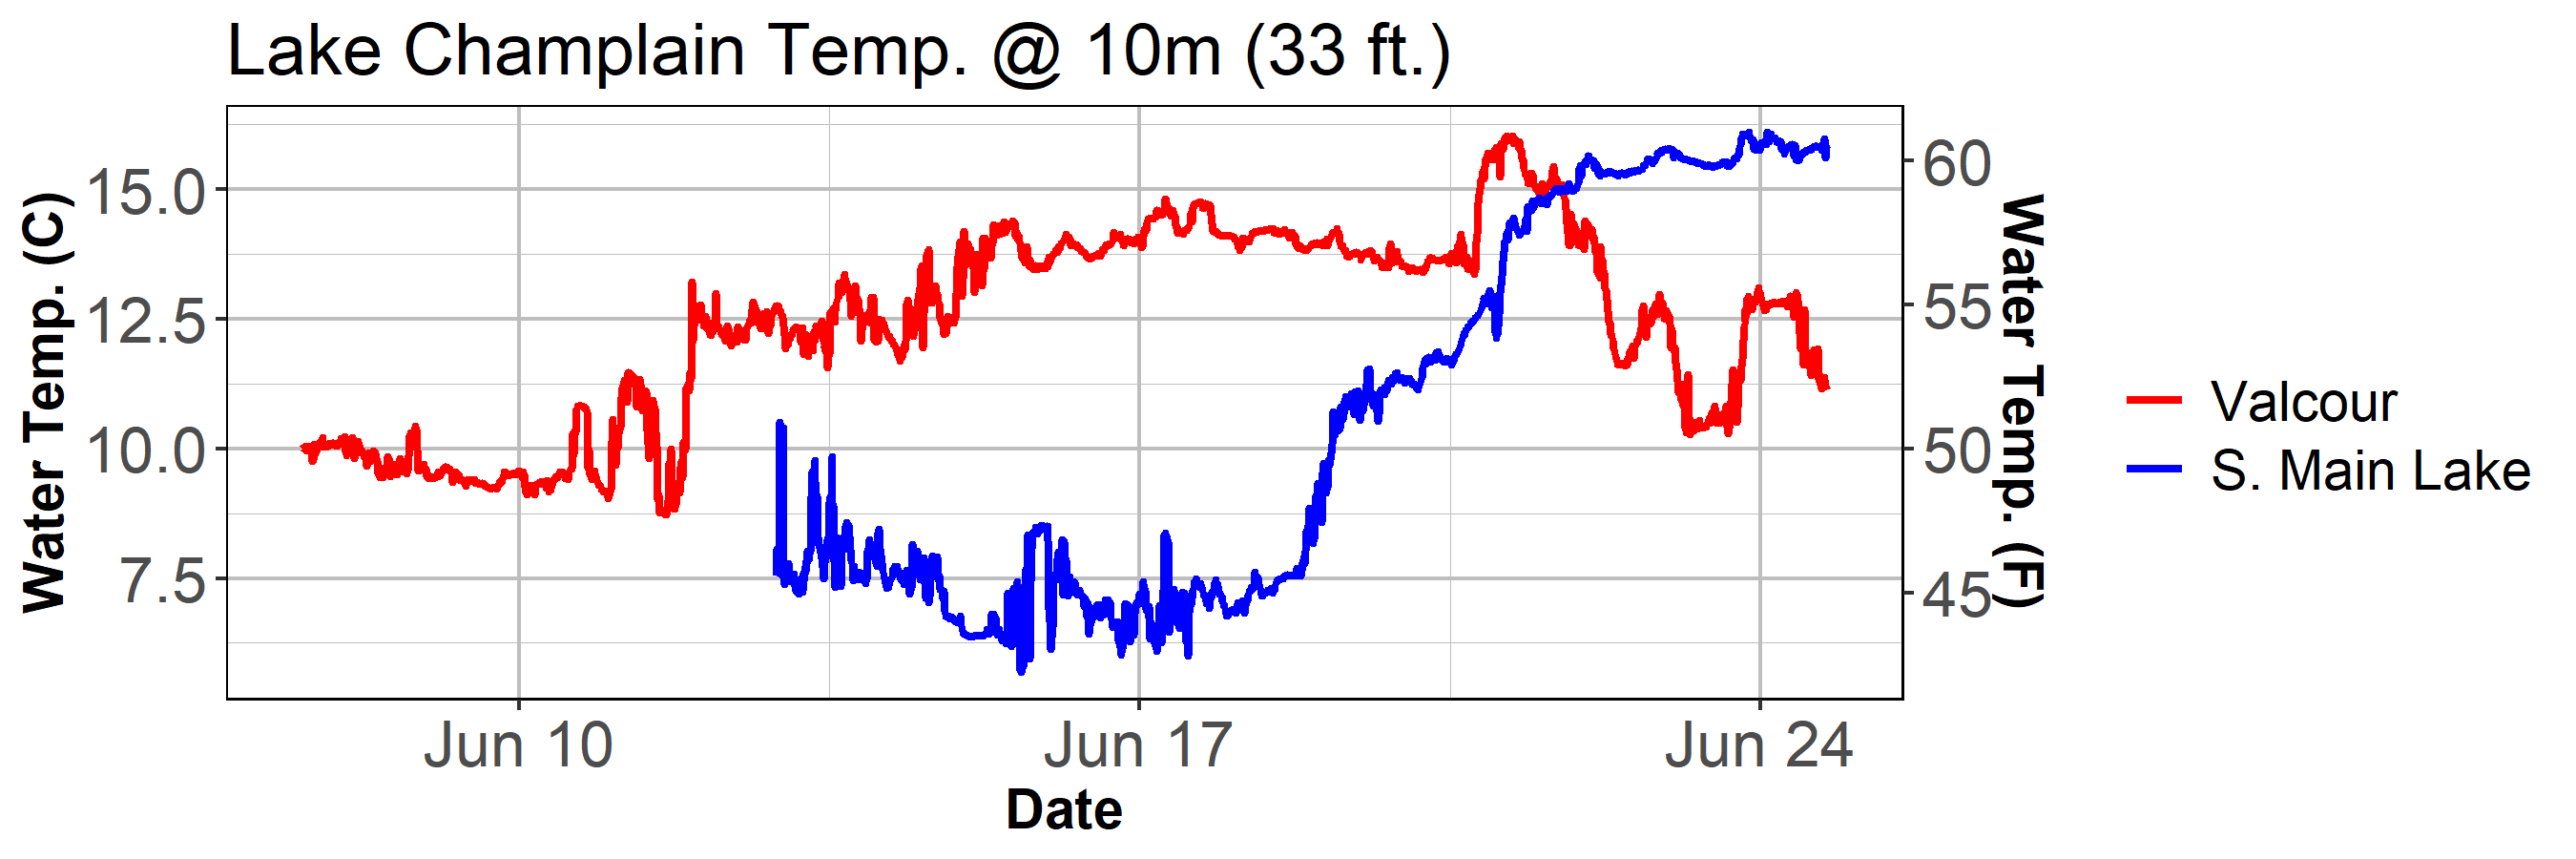 Lake Champlain Temp. @ 10m (33 ft.)
Water Temp. (C)
15.0
12.5
10.0
7.5
60
55
50
45
Water Temp. (F)
Jun 10
Jun 17
Jun 24
Date
Valcour
S. Main Lake